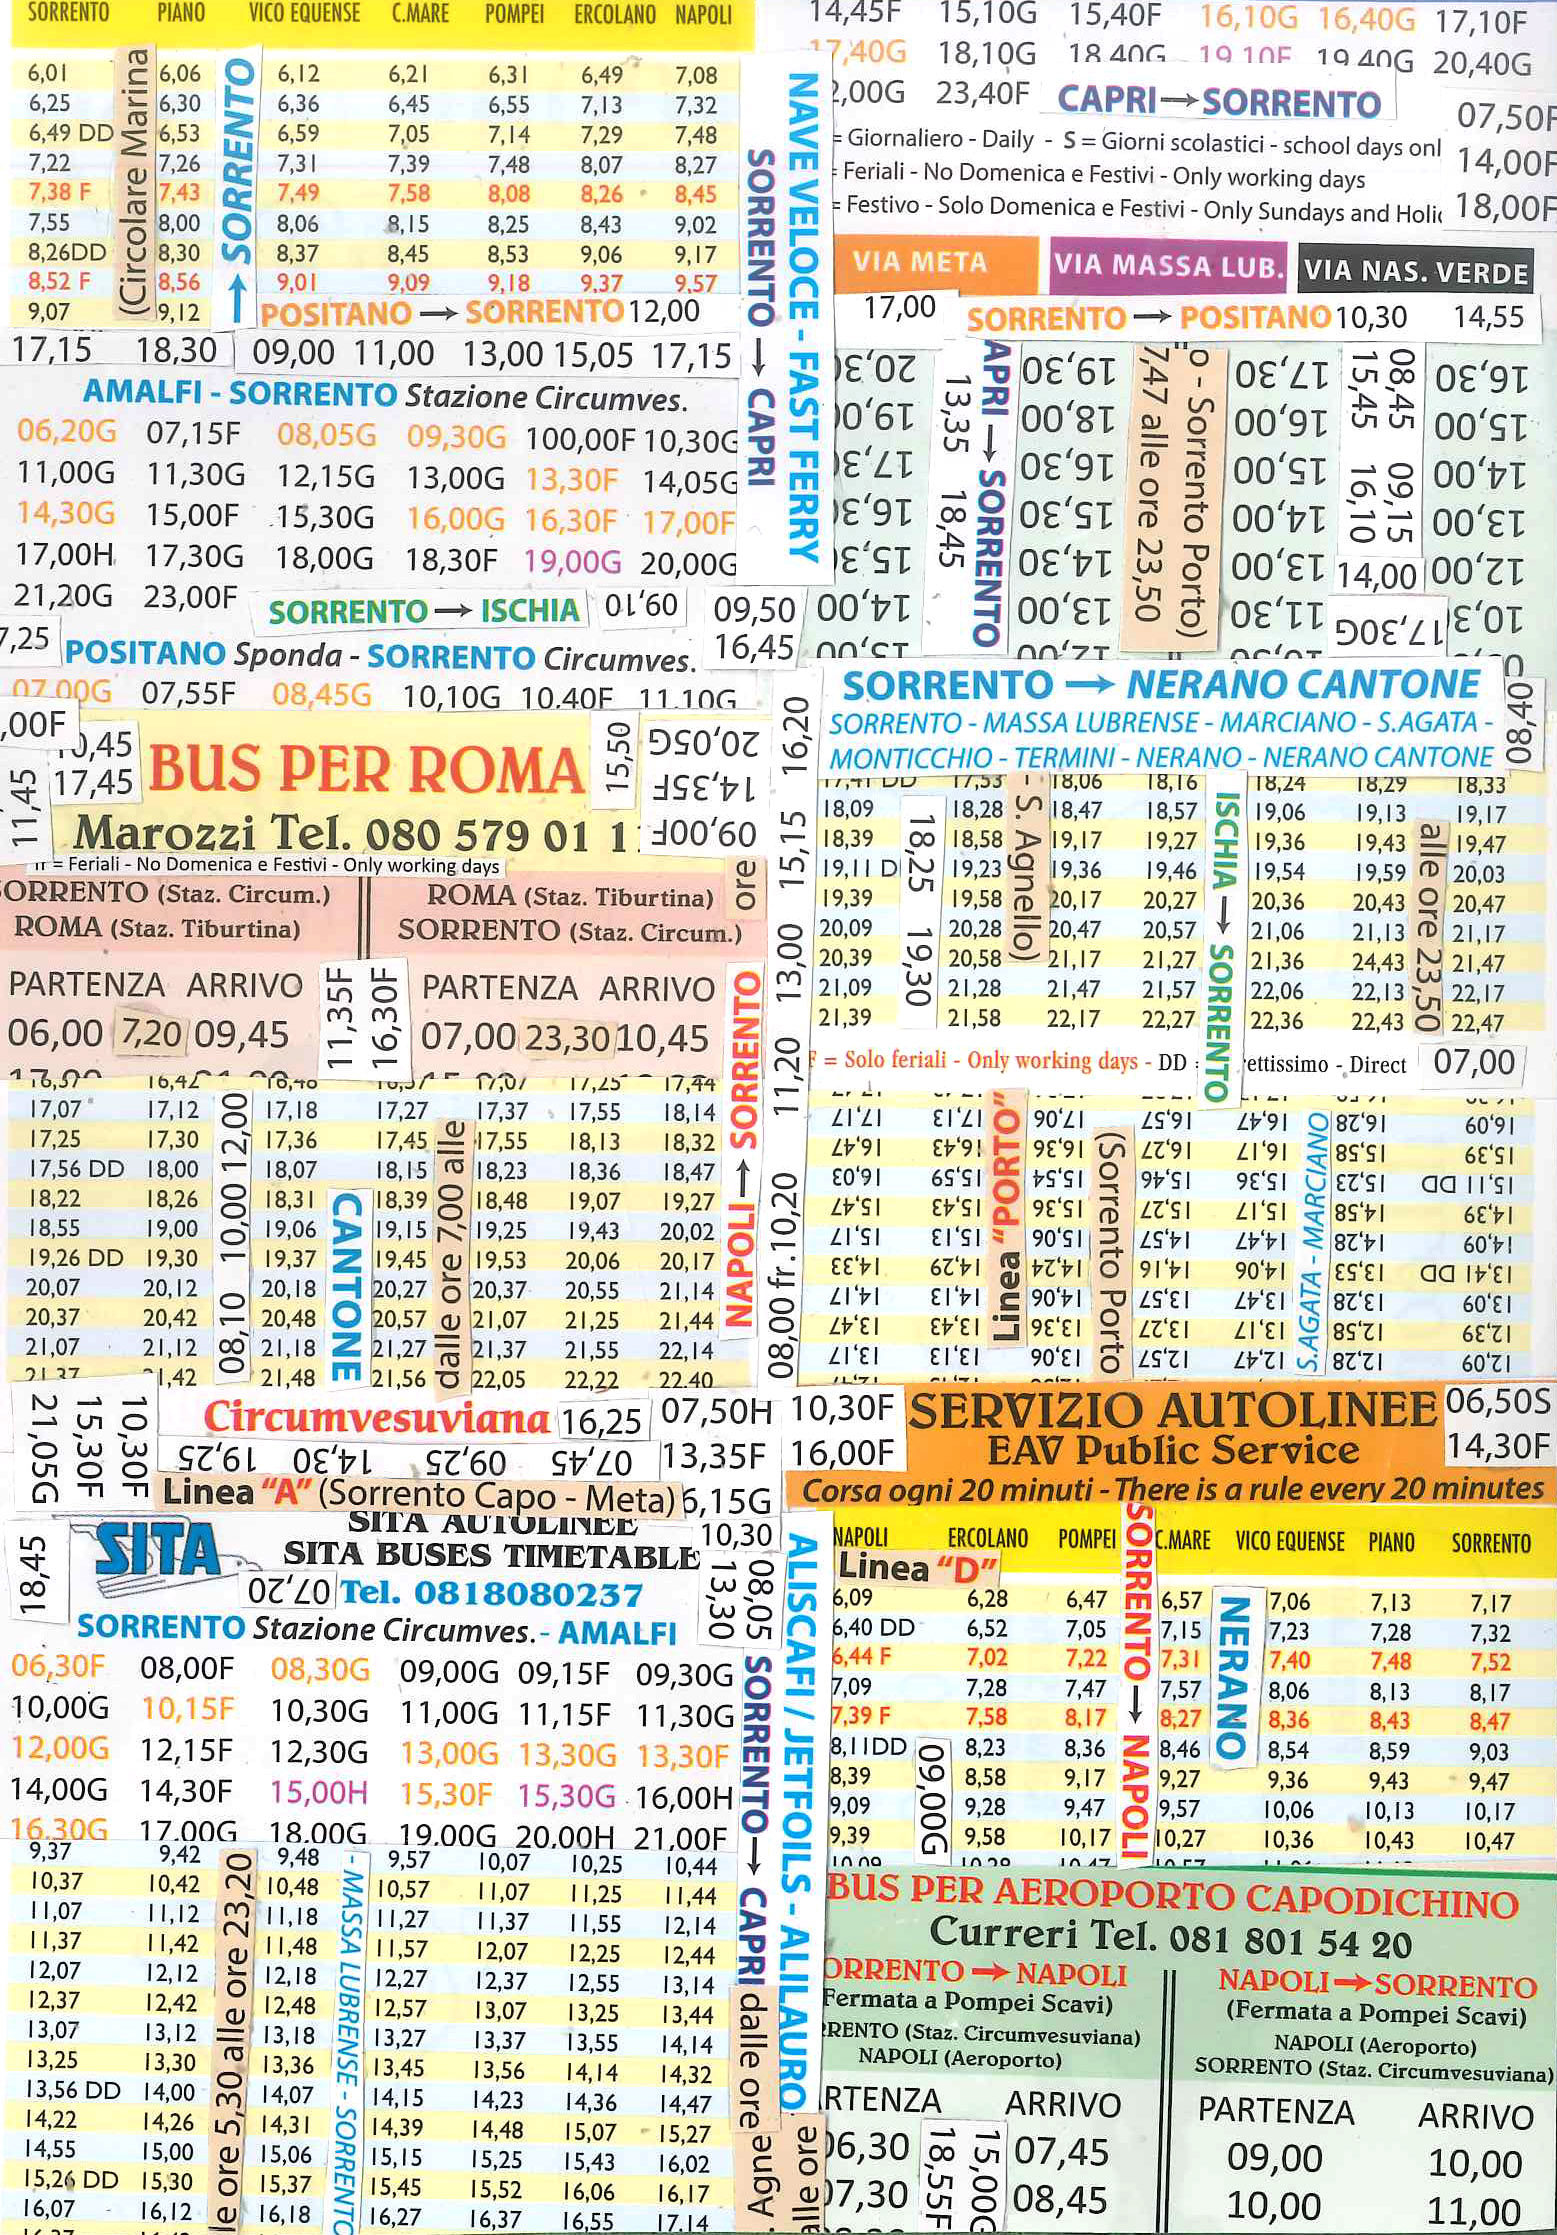 SORRENTO PIANO VICO EQUENSE C.MARE POMPEI ERCOLANO NAPOLI
6,01 6,06 6,12 6,21 6,31 6,49 7,08
6,25 6,30 6,36 6,45 6,55 7,13 7,32
6,49 DD 6,53 6,59 7,05 7,14 7,29 7,48
7,22 7,26 7,31 7,39 7,48 8,07 8,27
7,38 F 7,43 7,49 7,58 8,08 8,26 8,45
7,55 8,00 8,06 8,15 8,25 8,43 9,02
8,26DD 8,30 8,37 8,45 8,53 9,06 9,17
8,52 F 8,56 9,01 9,09 9,18 9,37 9,57
9,07 9,12
(Circolare Marina
→ SORRENTO
POSITANO → SORRENTO 12,00
17,15 18,30 09,00 11,00 13,00 15,05 17,15
AMALFI - SORRENTO Stazione Circumves.
06,20G 07,15F 08,05G 09,30G 100,00F 10,30G
11,00G 11,30G 12,15G 13,00G 13,30F 14,05G
14,30G 15,00F 15,30G 16,00G 16,30F 17,00F
17,00H 17,30G 18,00G 18,30F 19,00G 20,00G
21,20G 23,00F
SORRENTO → ISCHIA 09,10 09,50
7,25 16,45
POSITANO Sponda - SORRENTO Circumves.
07,00G 07,55F 08,45G 10,10G 10,40F 11,10G
SORRENTO → CAPRI
NAVE VELOCE - FAST FERRY
14,45F 15,10G 15,40F 16,10G 16,40G 17,10F
17,40G 18,10G 18,40G 19,10F 19,40G 20,40G
2,00G 23,40F CAPRI → SORRENTO 07,50F
= Giornaliero - Daily - S = Giorni scolastici - school days onl
14,00F
= Feriali - No Domenica e Festivi - Only working days
= Festivo - Solo Domenica e Festivi - Only Sundays and Holi
18,00F
VIA META VIA MASSA LUB. VIA NAS. VERDE
17,00 SORRENTO → POSITANO 10,30 14,55
20,30 19,30 17,30 16,30
19,00 18,00 16,00 15,00
17,30 16,30 15,00 14,00
16,30 15,30 14,00 13,00
15,30 14,30 13,00 12,00
14,00 13,00 11,30 10,30
13,35 18,45
APRI → SORRENTO
7,47 alle ore 23,50
o - Sorrento Porto)
15,45 16,10
08,45 09,15
14,00
17,30G
SORRENTO → NERANO CANTONE
SORRENTO - MASSA LUBRENSE - MARCIANO - S.AGATA -
MONTICCHIO - TERMINI - NERANO - NERANO CANTONE
08,40
,00F
10,45
17,45
11,45
BUS PER ROMA
15,50
20,05G
14,35F
09,00F
Marozzi Tel. 080 579 01 1
= Feriali - No Domenica e Festivi - Only working days
SORRENTO (Staz. Circum.) ROMA (Staz. Tiburtina)
ROMA (Staz. Tiburtina) SORRENTO (Staz. Circum.)
PARTENZA ARRIVO PARTENZA ARRIVO
06,00 7,20 09,45 07,00 23,30 10,45
11,35F
16,30F
ore
NAPOLI → SORRENTO
08,00 fr.10,20 11,20 13,00 15,15 16,20
17,41 DD 17,53 18,06 18,16 18,24 18,29 18,33
18,09 18,28 18,47 18,57 19,06 19,13 19,17
18,39 18,58 19,17 19,27 19,36 19,43 19,47
19,11 D 19,23 19,36 19,46 19,54 19,59 20,03
19,39 19,58 20,17 20,27 20,36 20,43 20,47
20,09 20,28 20,47 20,57 21,06 21,13 21,17
20,39 20,58 21,17 21,27 21,36 24,43 21,47
21,09 21,28 21,47 21,57 22,06 22,13 22,17
21,39 21,58 22,17 22,27 22,36 22,43 22,47
18,25 19,30
- S. Agnello)
ISCHIA → SORRENTO
alle ore 23,50
F = Solo feriali - Only working days - DD = ettissimo - Direct 07,00
16,37 16,42 16,48 16,57 17,07 17,25 17,44
17,07 17,12 17,18 17,27 17,37 17,55 18,14
17,25 17,30 17,36 17,45 17,55 18,13 18,32
17,56 DD 18,00 18,07 18,15 18,23 18,36 18,47
18,22 18,26 18,31 18,39 18,48 19,07 19,27
18,55 19,00 19,06 19,15 19,25 19,43 20,02
19,26 DD 19,30 19,37 19,45 19,53 20,06 20,17
20,07 20,12 20,18 20,27 20,37 20,55 21,14
20,37 20,42 20,48 20,57 21,07 21,25 21,44
21,07 21,12 21,18 21,27 21,37 21,55 22,14
21,37 21,42 21,48 21,56 22,05 22,22 22,40
08,10 10,00 12,00
CANTONE
dalle ore 7,00 alle
17,17 17,13 17,06 16,57 16,47 16,28 16,09
16,47 16,43 16,36 16,27 16,17 15,58 15,39
16,03 15,59 15,54 15,46 15,36 15,23 15,11 DD
15,47 15,43 15,36 15,27 15,17 14,58 14,39
15,17 15,13 15,06 14,57 14,47 14,28 14,09
14,33 14,29 14,24 14,16 14,06 13,53 13,41 DD
14,17 14,13 14,06 13,57 13,47 13,28 13,09
13,47 13,43 13,36 13,27 13,17 12,58 12,39
13,17 13,13 13,06 12,57 12,47 12,28 12,09
Linea "PORTO"
(Sorrento Porto
S.AGATA - MARCIANO
21,05G
15,30F
10,30F
Circumvesuviana 16,25 07,50H 10,30F
07,45 09,25 14,30 19,25
13,35F 16,00F
Linea "A" (Sorrento Capo - Meta) 6,15G
SERVIZIO AUTOLINEE 06,50S
EAV Public Service 14,30F
Corsa ogni 20 minuti - There is a rule every 20 minutes
18,45
SITA
SITA AUTOLINEE 10,30
SITA BUSES TIMETABLE
07,20 Tel. 0818080237
13,30
08,05
SORRENTO Stazione Circumves. - AMALFI
06,30F 08,00F 08,30G 09,00G 09,15F 09,30G
10,00G 10,15F 10,30G 11,00G 11,15F 11,30G
12,00G 12,15F 12,30G 13,00G 13,30G 13,30F
14,00G 14,30F 15,00H 15,30F 15,30G 16,00H
16,30G 17,00G 18,00G 19,00G 20,00H 21,00F
SORRENTO → CAPRI
ALISCAFI / JETFOILS - ALILAURO
9,37 9,42 9,48 9,57 10,07 10,25 10,44
10,37 10,42 10,48 10,57 11,07 11,25 11,44
11,07 11,12 11,18 11,27 11,37 11,55 12,14
11,37 11,42 11,48 11,57 12,07 12,25 12,44
12,07 12,12 12,18 12,27 12,37 12,55 13,14
12,37 12,42 12,48 12,57 13,07 13,25 13,44
13,07 13,12 13,18 13,27 13,37 13,55 14,14
13,25 13,30 13,36 13,45 13,56 14,14 14,32
13,56 DD 14,00 14,07 14,15 14,23 14,36 14,47
14,22 14,26 14,31 14,39 14,48 15,07 15,27
14,55 15,00 15,06 15,15 15,25 15,43 16,02
15,26 DD 15,30 15,37 15,45 15,52 16,06 16,17
16,07 16,12 16,18 16,27 16,37 16,55 17,14
le ore 5,30 alle ore 23,20
- MASSA LUBRENSE - SORRENTO
dalle ore
. Agne
ore
NAPOLI ERCOLANO POMPEI C.MARE VICO EQUENSE PIANO SORRENTO
Linea "D"
6,09 6,28 6,47 6,57 7,06 7,13 7,17
6,40 DD 6,52 7,05 7,15 7,23 7,28 7,32
6,44 F 7,02 7,22 7,31 7,40 7,48 7,52
7,09 7,28 7,47 7,57 8,06 8,13 8,17
7,39 F 7,58 8,17 8,27 8,36 8,43 8,47
8,11DD 8,23 8,36 8,46 8,54 8,59 9,03
8,39 8,58 9,17 9,27 9,36 9,43 9,47
9,09 9,28 9,47 9,57 10,06 10,13 10,17
9,39 9,58 10,17 10,27 10,36 10,43 10,47
10,09 10,28 10,47 10,57
09,00G
SORRENTO → NAPOLI
NERANO
BUS PER AEROPORTO CAPODICHINO
Curreri Tel. 081 801 54 20
ORRENTO → NAPOLI NAPOLI → SORRENTO
Fermata a Pompei Scavi) (Fermata a Pompei Scavi)
RRENTO (Staz. Circumvesuviana) NAPOLI (Aeroporto)
NAPOLI (Aeroporto) SORRENTO (Staz. Circumvesuviana)
RTENZA ARRIVO PARTENZA ARRIVO
06,30 07,45 09,00 10,00
07,30 08,45 10,00 11,00
18,55F
15,00G